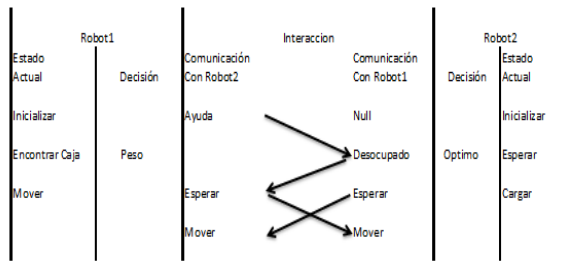 Robot1 Interaccion Robot2
Estado Comunicación Comunicación Estado
Actual Decisión Con Robot2 Con Robot1 Decisión Actual
Inicializar Ayuda Null Inicializar
Encontrar Caja Peso Desocupado Optimo Esperar
Mover Esperar Esperar Cargar
Mover Mover